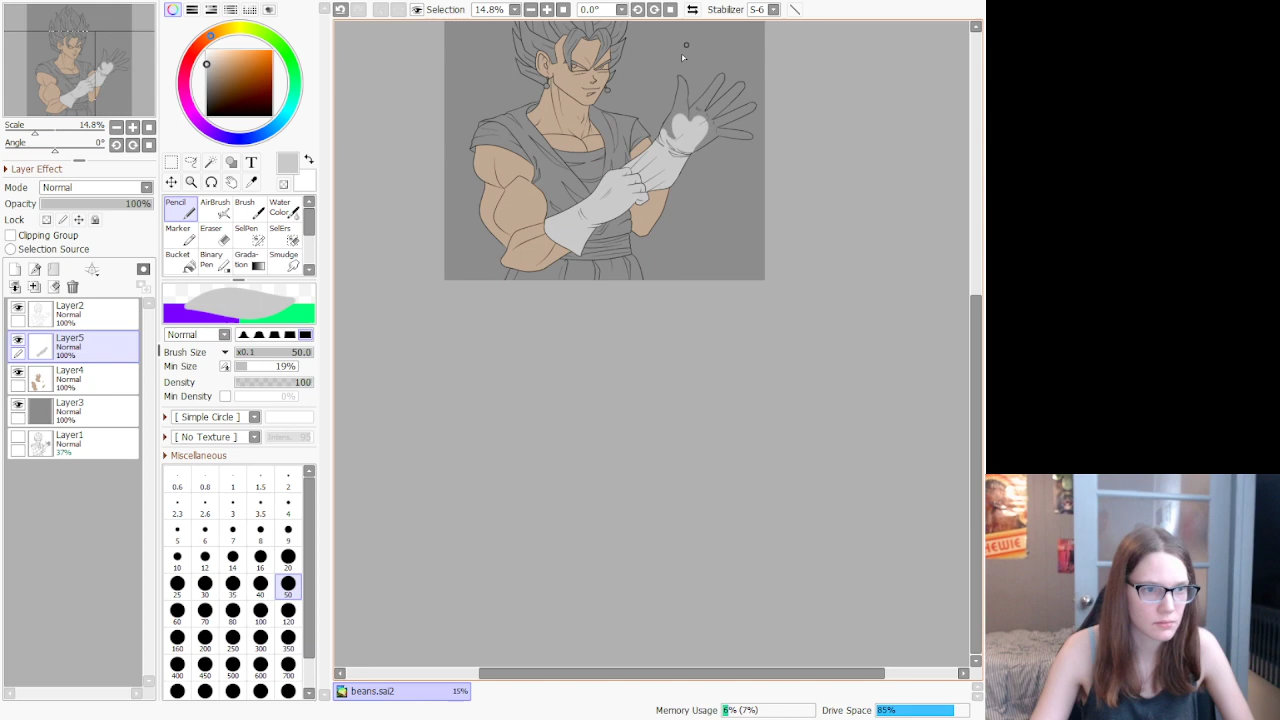 Selection 14.8% 0.0° Stabilizer S-6
Scale 14.8%
Angle 0°
Layer Effect
Mode Normal
Opacity 100%
Lock
Clipping Group
Selection Source
Layer2
Normal
100%
Layer5
Normal
100%
Layer4
Normal
100%
Layer3
Normal
100%
Layer1
Normal
37%
T
Pencil AirBrush Brush Water Color
Marker Eraser SelPen SelErs
Bucket Binary Pen Grada-tion Smudge
Normal
Brush Size x0.1 50.0
Min Size 19%
Density 100
Min Density 0%
[ Simple Circle ]
[ No Texture ] Intens. 95
Miscellaneous
0.6 0.8 1 1.5 2
2.3 2.6 3 3.5 4
5 6 7 8 9
10 12 14 16 20
25 30 35 40 50
60 70 80 100 120
160 200 250 300 350
400 450 500 600 700
beans.sai2 15%
Memory Usage 6% (7%) Drive Space 85%
HEWIE